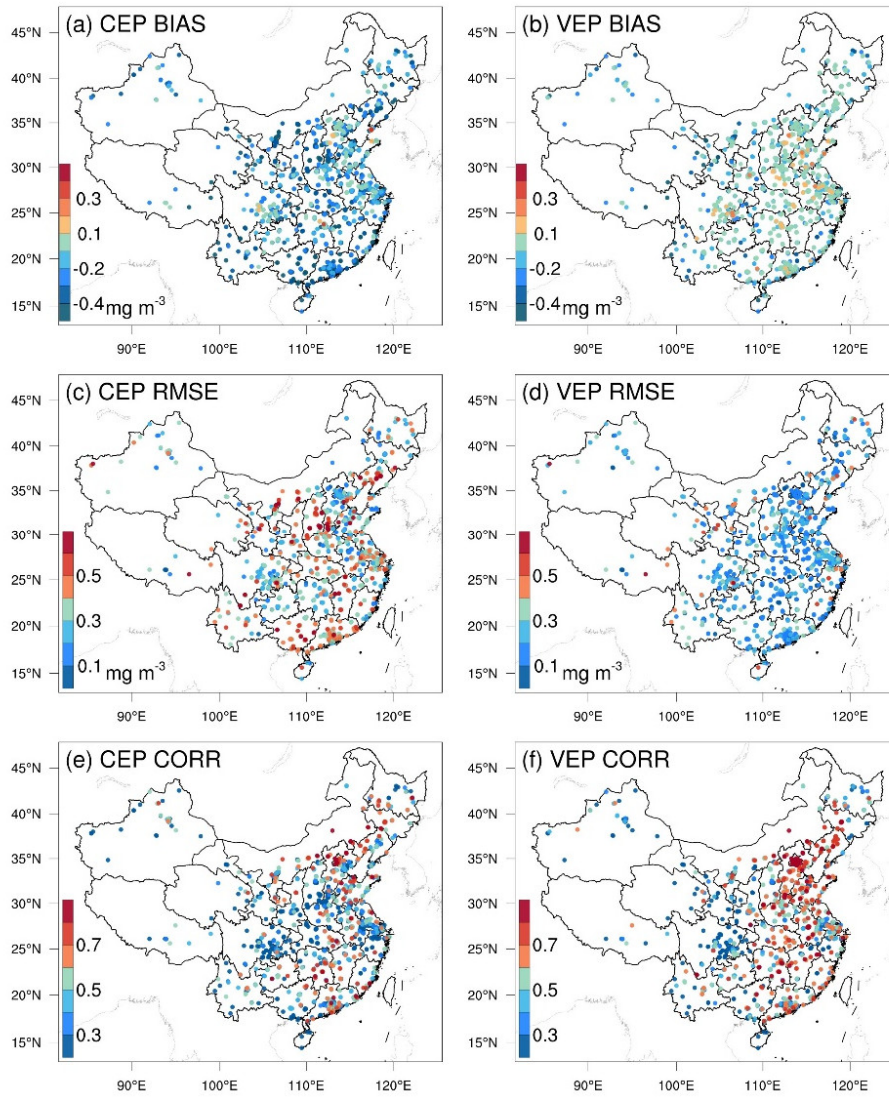 (a) CEP BIAS
45°N
40°N
35°N
30°N
25°N
20°N
15°N
0.3
0.1
-0.2
-0.4 mg m⁻³
90°E 100°E 110°E 120°E
(b) VEP BIAS
45°N
40°N
35°N
30°N
25°N
20°N
15°N
0.3
0.1
-0.2
-0.4 mg m⁻³
90°E 100°E 110°E 120°E
(c) CEP RMSE
45°N
40°N
35°N
30°N
25°N
20°N
15°N
0.5
0.3
0.1 mg m⁻³
90°E 100°E 110°E 120°E
(d) VEP RMSE
45°N
40°N
35°N
30°N
25°N
20°N
15°N
0.5
0.3
0.1 mg m⁻³
90°E 100°E 110°E 120°E
(e) CEP CORR
45°N
40°N
35°N
30°N
25°N
20°N
15°N
0.7
0.5
0.3
90°E 100°E 110°E 120°E
(f) VEP CORR
45°N
40°N
35°N
30°N
25°N
20°N
15°N
0.7
0.5
0.3
90°E 100°E 110°E 120°E